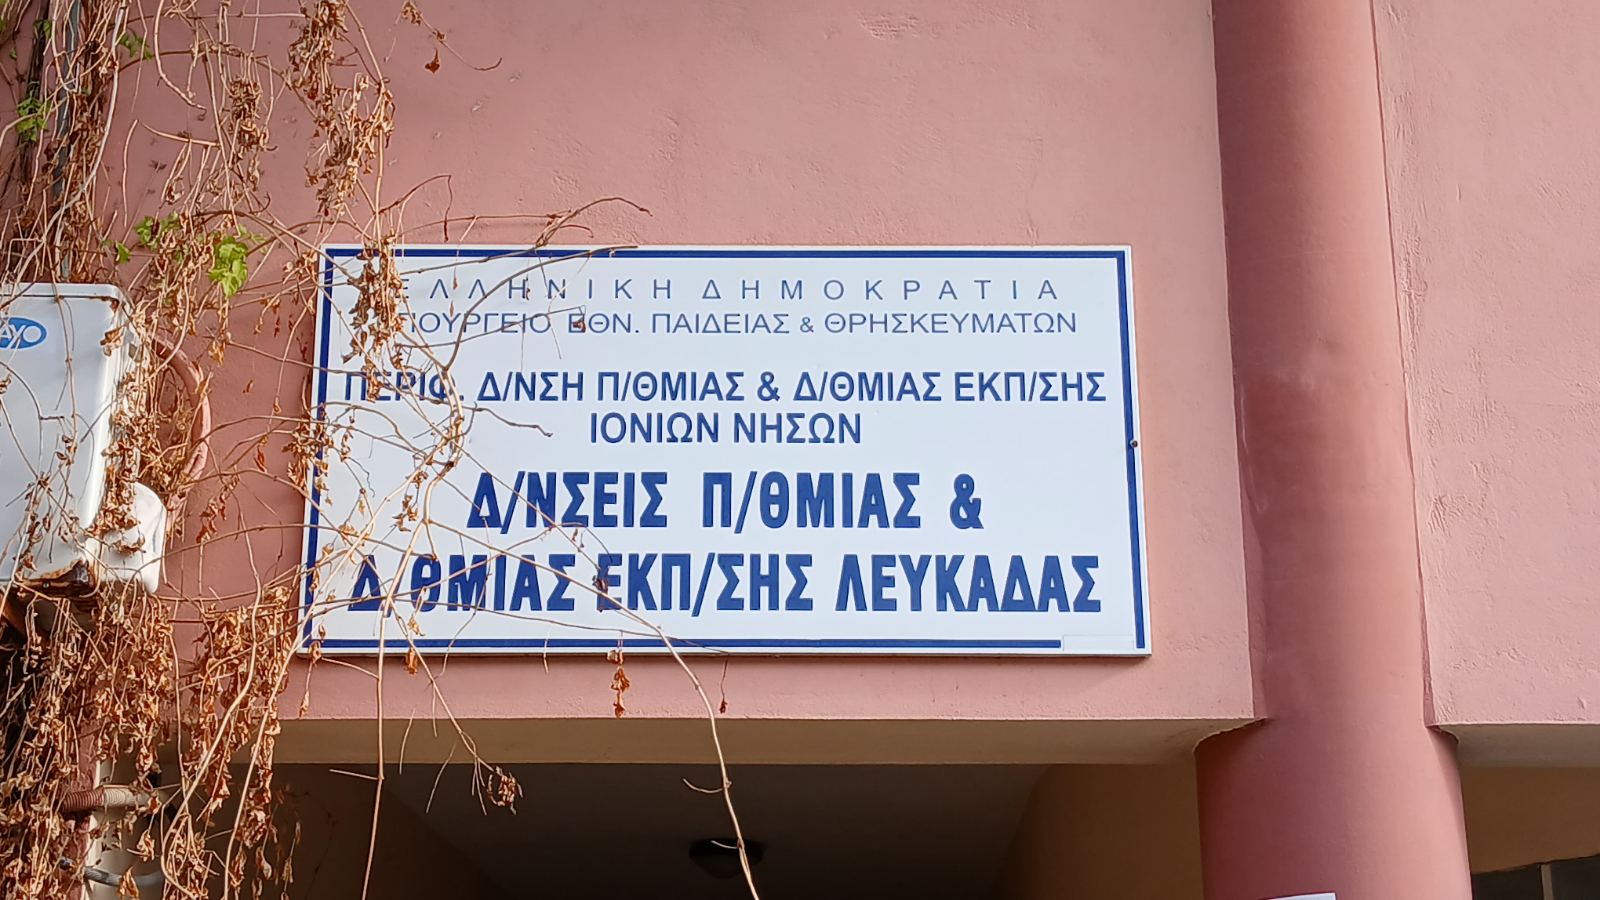 ΕΛΛΗΝΙΚΗ ΔΗΜΟΚΡΑΤΙΑ
ΥΠΟΥΡΓΕΙΟ ΕΘΝ. ΠΑΙΔΕΙΑΣ & ΘΡΗΣΚΕΥΜΑΤΩΝ
ΠΕΡΙΦ. Δ/ΝΣΗ Π/ΘΜΙΑΣ & Δ/ΘΜΙΑΣ ΕΚΠ/ΣΗΣ
ΙΟΝΙΩΝ ΝΗΣΩΝ
Δ/ΝΣΕΙΣ Π/ΘΜΙΑΣ &
Δ/ΘΜΙΑΣ ΕΚΠ/ΣΗΣ ΛΕΥΚΑΔΑΣ